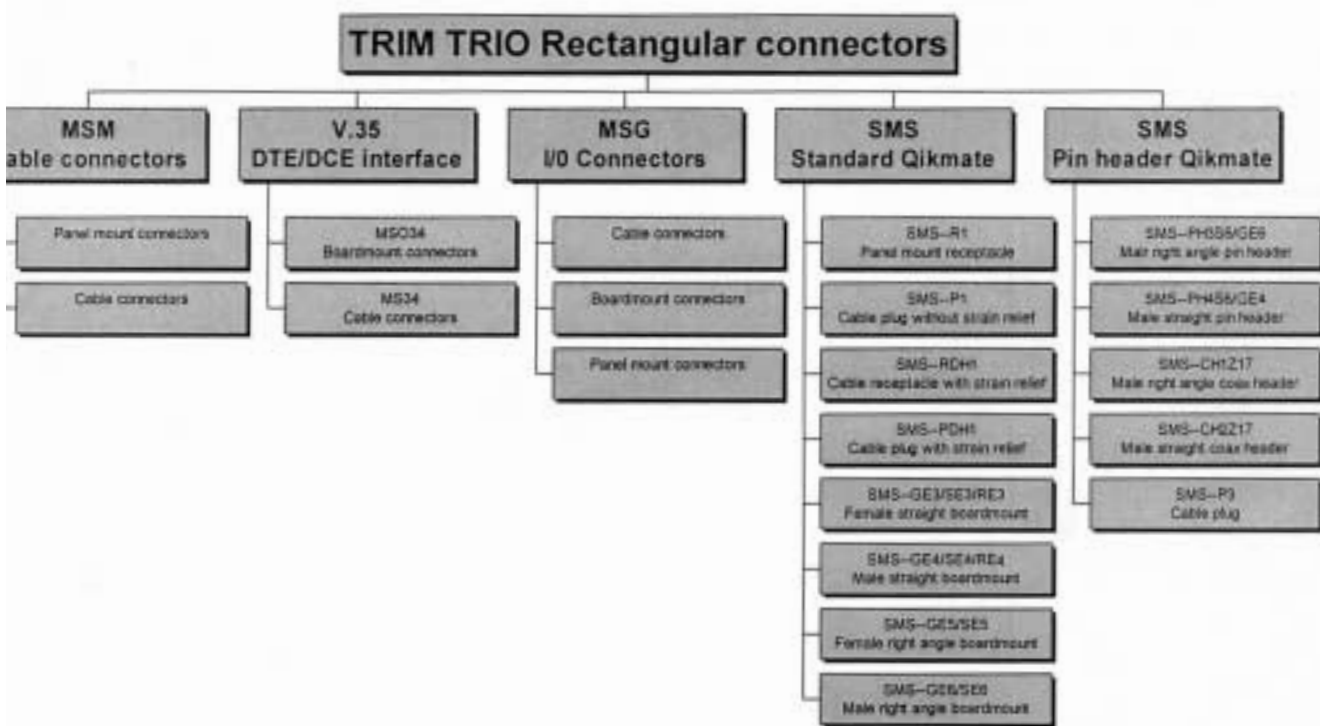 TRIM TRIO Rectangular connectors
MSM
able connectors
V.35
DTE/DCE interface
MSG
I/0 Connectors
SMS
Standard Qikmate
SMS
Pin header Qikmate
Panel mount connectors
Cable connectors
MSO34
Boardmount connectors
MS34
Cable connectors
Cable connectors
Boardmount connectors
Panel mount connectors
SMS--R1
Panel mount receptacle
SMS--P1
Cable plug without strain relief
SMS--RDH1
Cable receptacle with strain relief
SMS--PDH1
Cable plug with strain relief
SMS--GE3/SE3/RE3
Female straight boardmount
SMS--GE4/SE4/RE4
Male straight boardmount
SMS--GE5/SE5
Female right angle boardmount
SMS--GE6/SE6
Male right angle boardmount
right angle pin header
Male straight pin header
SMS--CH1Z17
Male right angle coax header
SMS--CH2Z17
Male straight coax header
SMS--P3
Cable plug